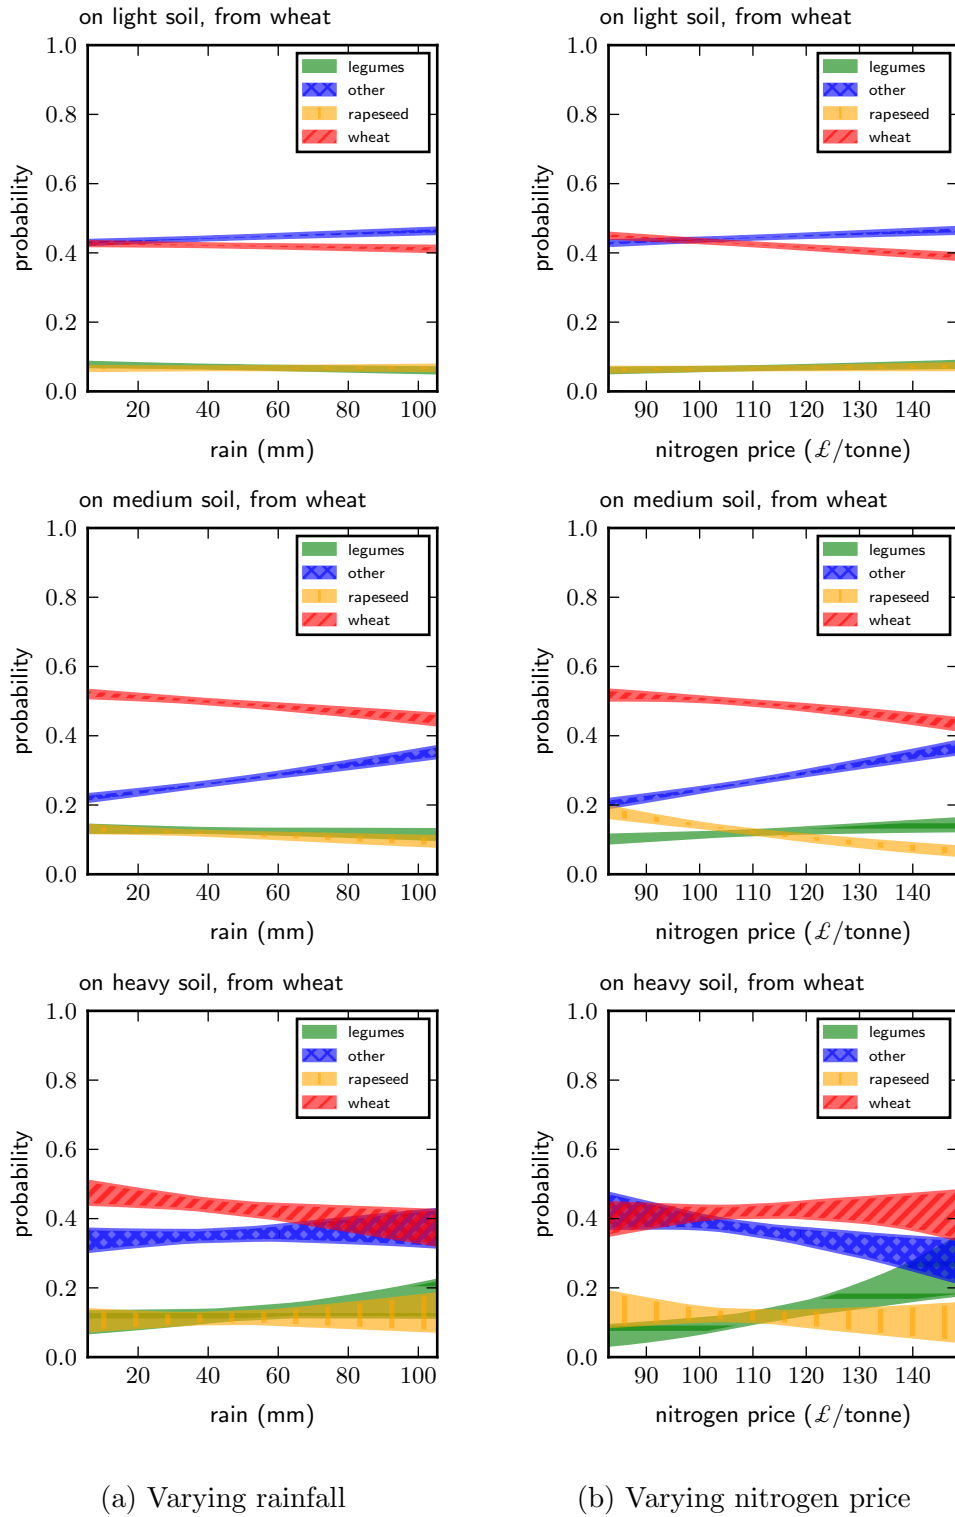 on light soil, from wheat
1.0
0.8
0.6
0.4
0.2
0.0
probability
legumes
other
rapeseed
wheat
20 40 60 80 100
rain (mm)
on light soil, from wheat
1.0
0.8
0.6
0.4
0.2
0.0
probability
legumes
other
rapeseed
wheat
90 100 110 120 130 140
nitrogen price (£/tonne)
on medium soil, from wheat
1.0
0.8
0.6
0.4
0.2
0.0
probability
legumes
other
rapeseed
wheat
20 40 60 80 100
rain (mm)
on medium soil, from wheat
1.0
0.8
0.6
0.4
0.2
0.0
probability
legumes
other
rapeseed
wheat
90 100 110 120 130 140
nitrogen price (£/tonne)
on heavy soil, from wheat
1.0
0.8
0.6
0.4
0.2
0.0
probability
legumes
other
rapeseed
wheat
20 40 60 80 100
rain (mm)
on heavy soil, from wheat
1.0
0.8
0.6
0.4
0.2
0.0
probability
legumes
other
rapeseed
wheat
90 100 110 120 130 140
nitrogen price (£/tonne)
(a) Varying rainfall
(b) Varying nitrogen price